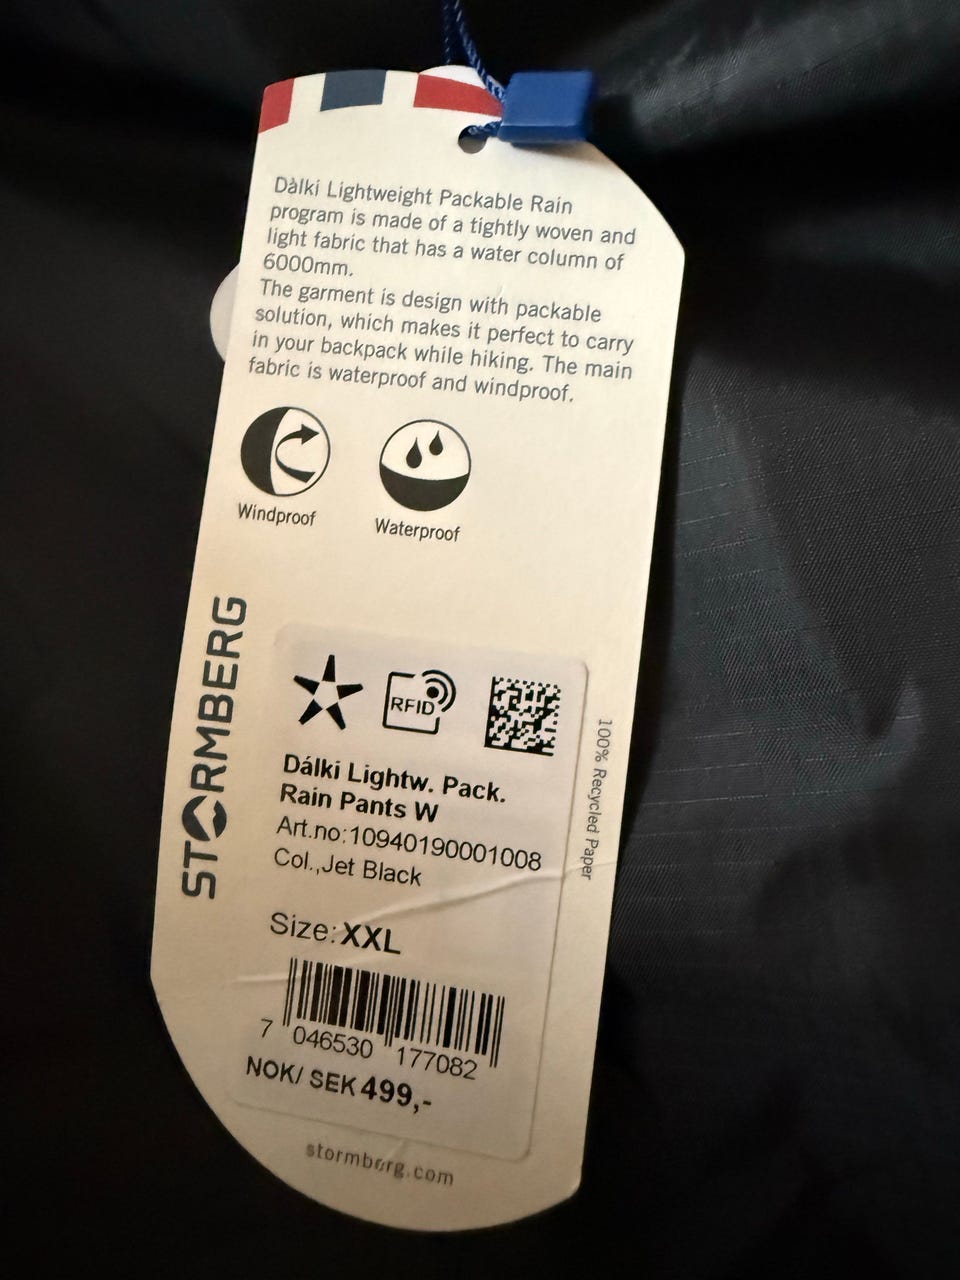 Dàlki Lightweight Packable Rain
program is made of a tightly woven and
light fabric that has a water column of
6000mm.
The garment is design with packable
solution, which makes it perfect to carry
in your backpack while hiking. The main
fabric is waterproof and windproof.
Windproof
Waterproof
STORMBERG
RFID
Dálki Lightw. Pack.
Rain Pants W
Art.no:10940190001008
Col.,Jet Black
Size:XXL
7 046530 177082
NOK/ SEK 499,-
100% Recycled Paper
stormberg.com